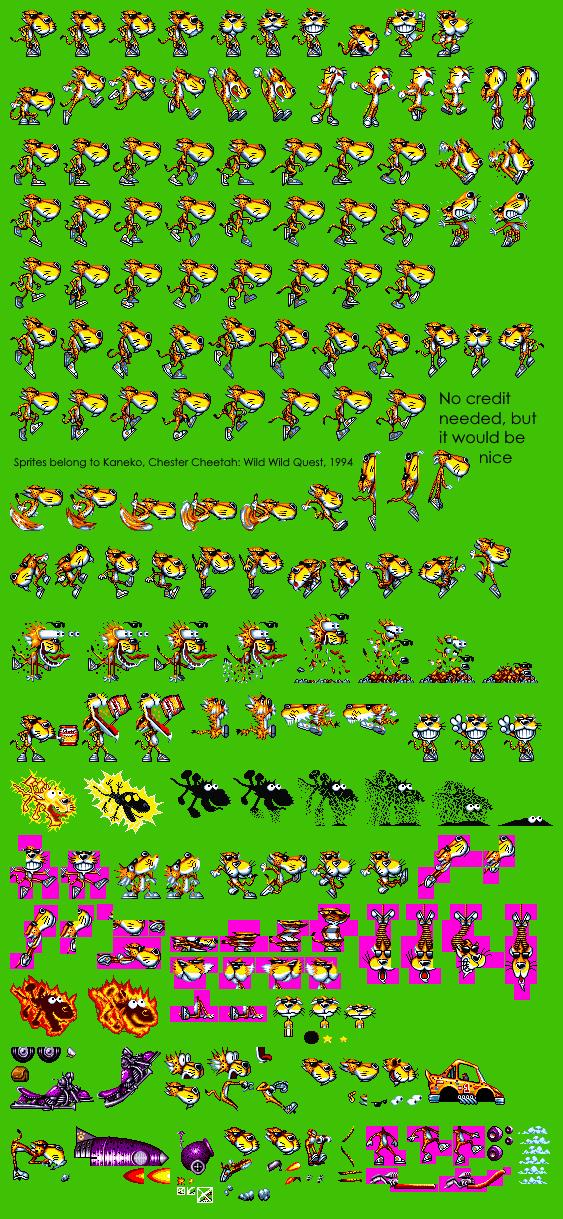 No credit
needed, but
it would be
nice
Sprites belong to Kaneko, Chester Cheetah: Wild Wild Quest, 1994